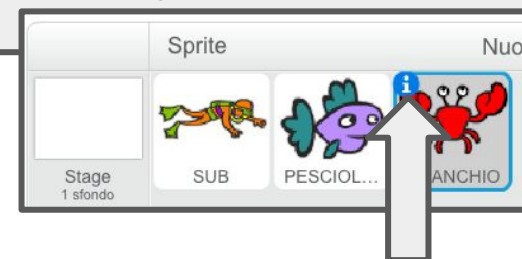 Sprite Nuo
i
SUB PESCIOL... ANCHIO
Stage
1 sfondo